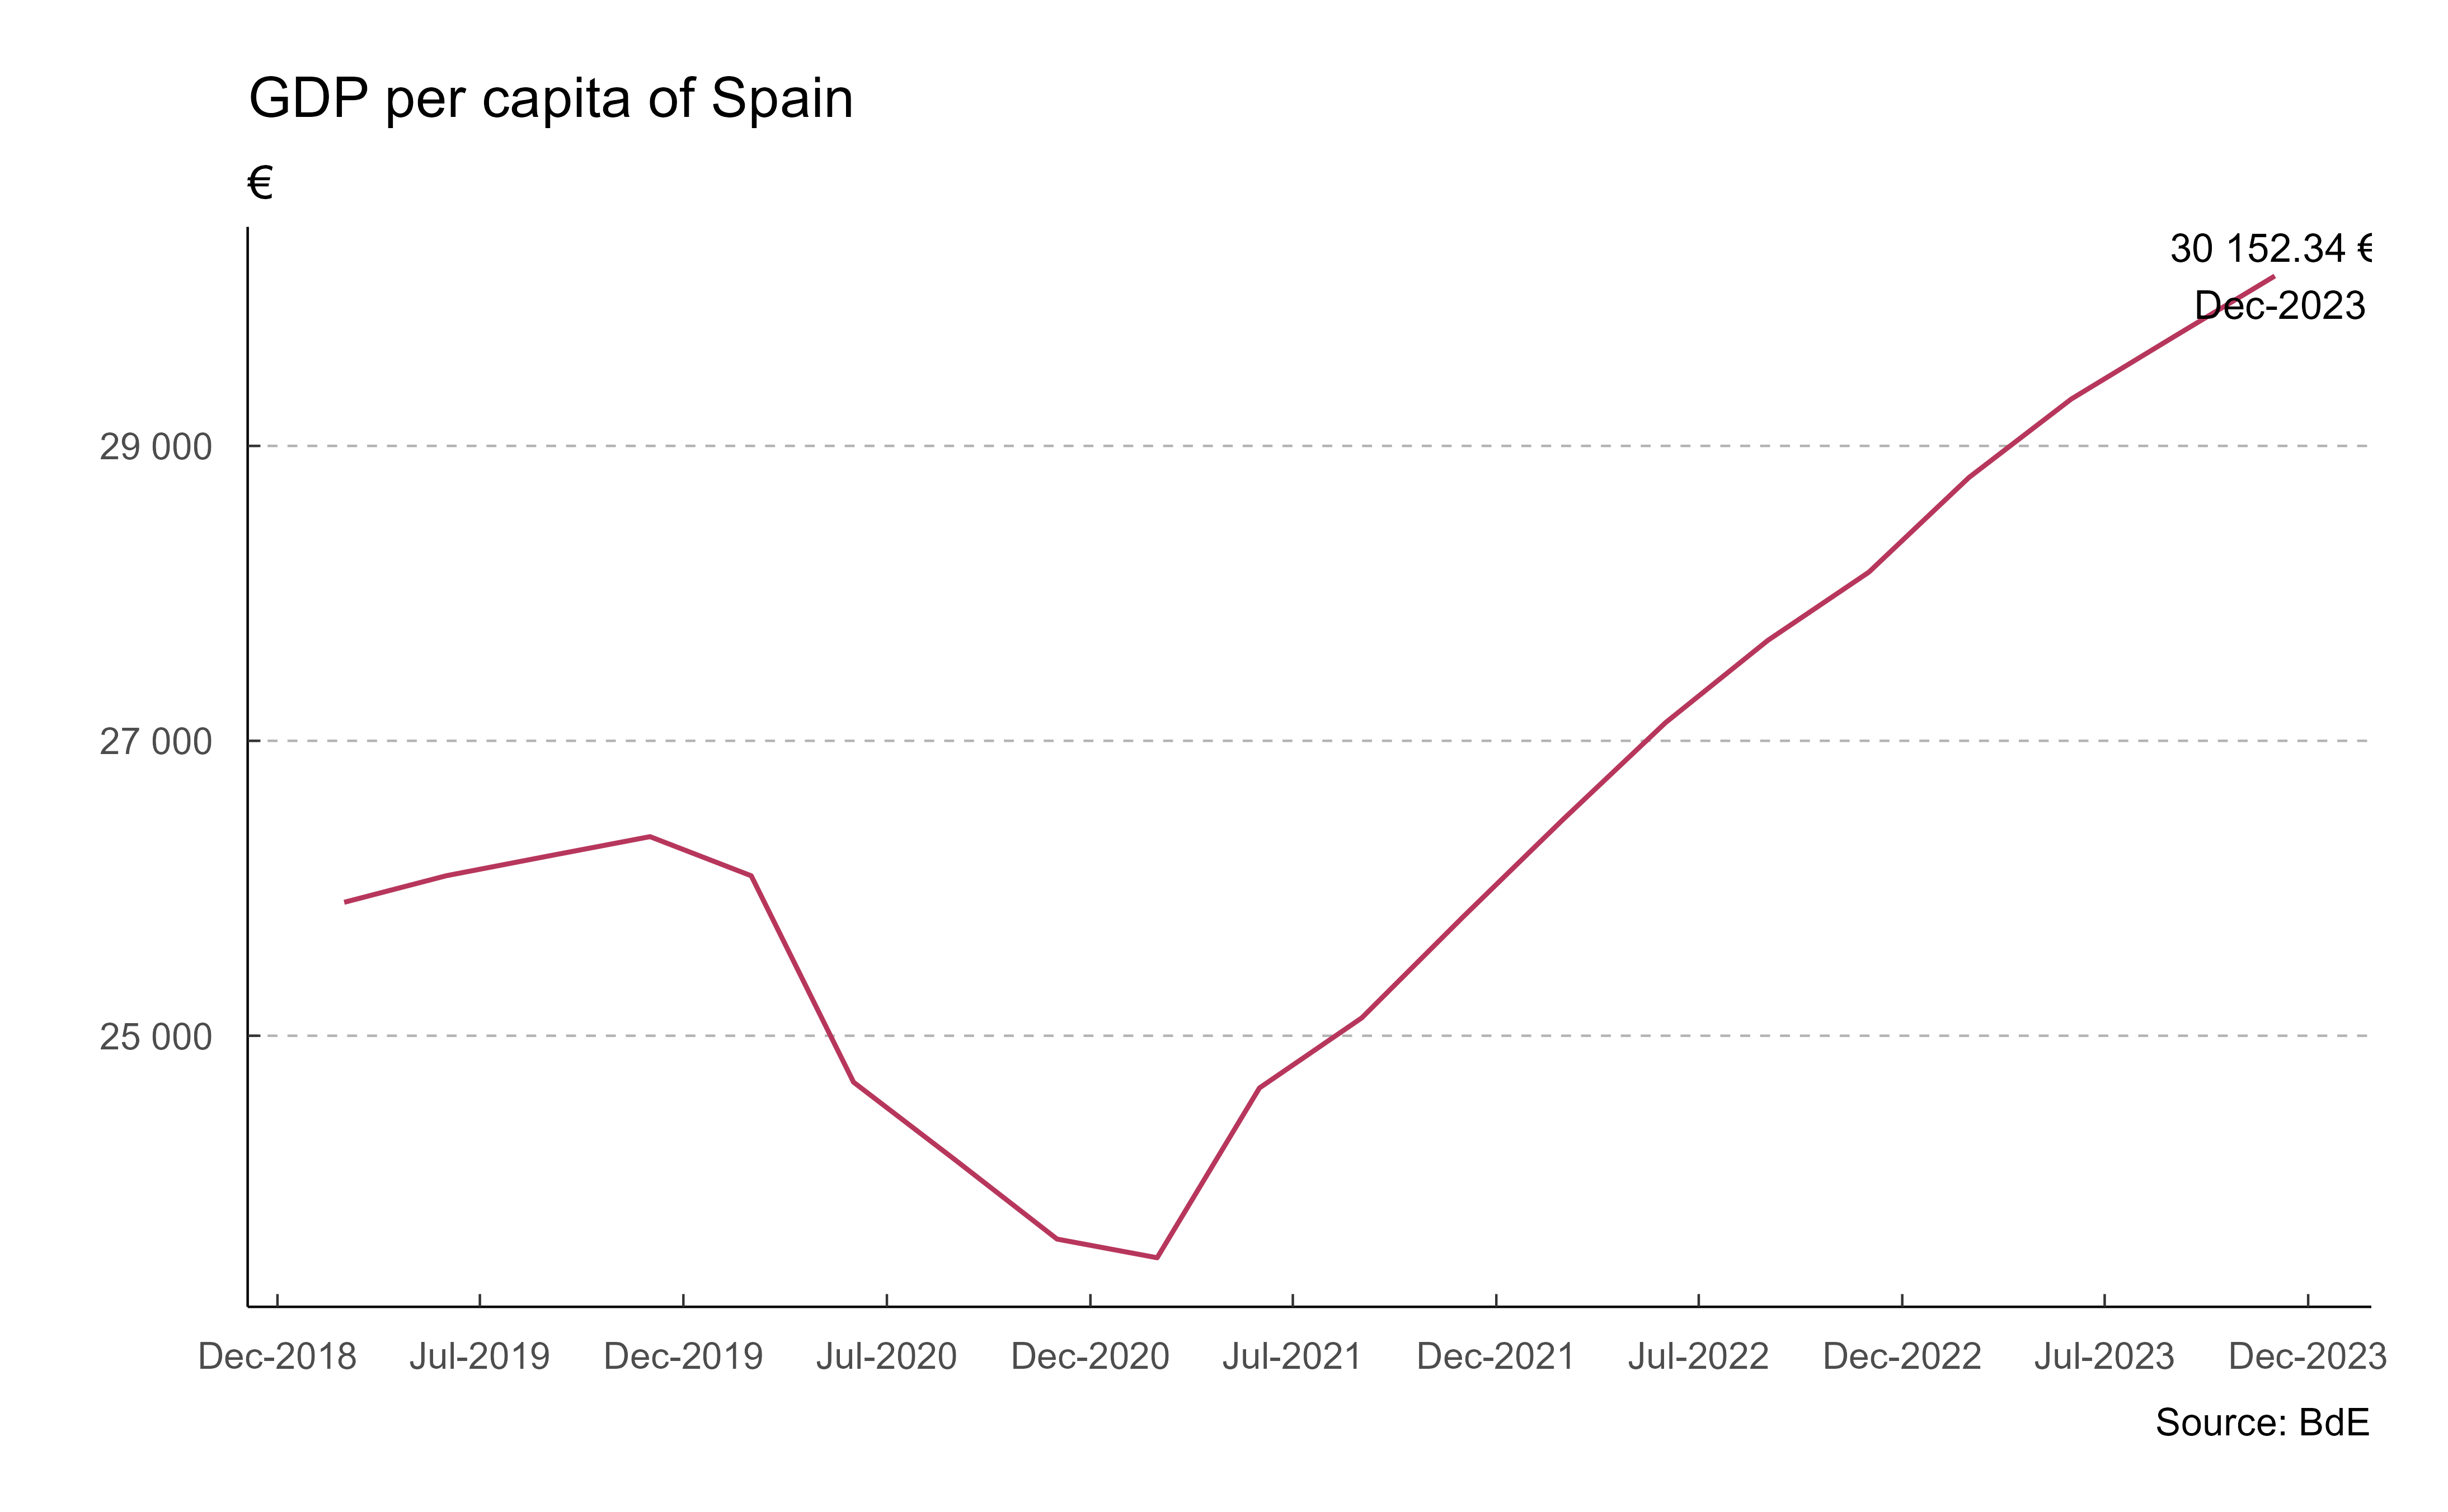 GDP per capita of Spain
€
30 152.34 €
Dec-2023
29 000
27 000
25 000
Dec-2018 Jul-2019 Dec-2019 Jul-2020 Dec-2020 Jul-2021 Dec-2021 Jul-2022 Dec-2022 Jul-2023 Dec-2023
Source: BdE